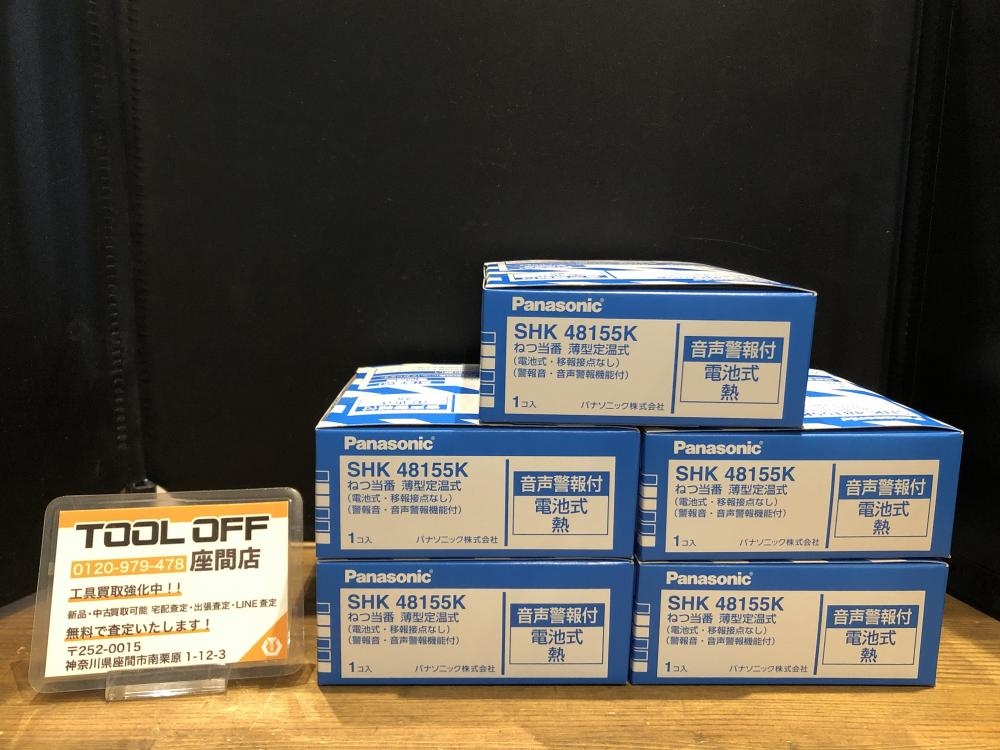 Panasonic
SHK 48155K
ねつ当番 薄型定温式
(電池式・移報接点なし)
(警報音・音声警報機能付)
1コ入 パナソニック株式会社
音声警報付
電池式
熱
Panasonic
SHK 48155K
ねつ当番 薄型定温式
(電池式・移報接点なし)
(警報音・音声警報機能付)
1コ入 パナソニック株式会社
音声警報付
電池式
熱
Panasonic
SHK 48155K
ねつ当番 薄型定温式
(電池式・移報接点なし)
(警報音・音声警報機能付)
1コ入 パナソニック株式会社
音声警報付
電池式
熱
Panasonic
SHK 48155K
ねつ当番 薄型定温式
(電池式・移報接点なし)
(警報音・音声警報機能付)
1コ入 パナソニック株式会社
音声警報付
電池式
熱
Panasonic
SHK 48155K
ねつ当番 薄型定温式
(電池式・移報接点なし)
(警報音・音声警報機能付)
1コ入 パナソニック株式会社
音声警報付
電池式
熱
TOOL OFF
0120-979-478 座間店
工具買取強化中!!
新品・中古買取可能 宅配査定・出張査定・LINE査定
無料で査定いたします!
〒252-0015
神奈川県座間市南栗原1-12-3